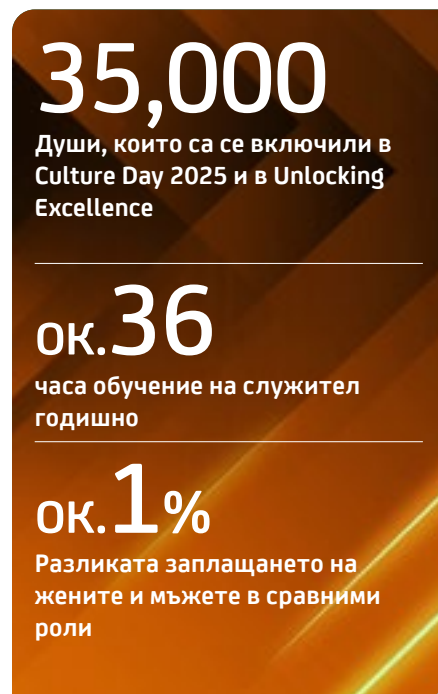 35,000
Души, които са се включили в
Culture Day 2025 и в Unlocking
Excellence
ок.36
часа обучение на служител
годишно
ок.1%
Разликата заплащането на
жените и мъжете в сравними
роли